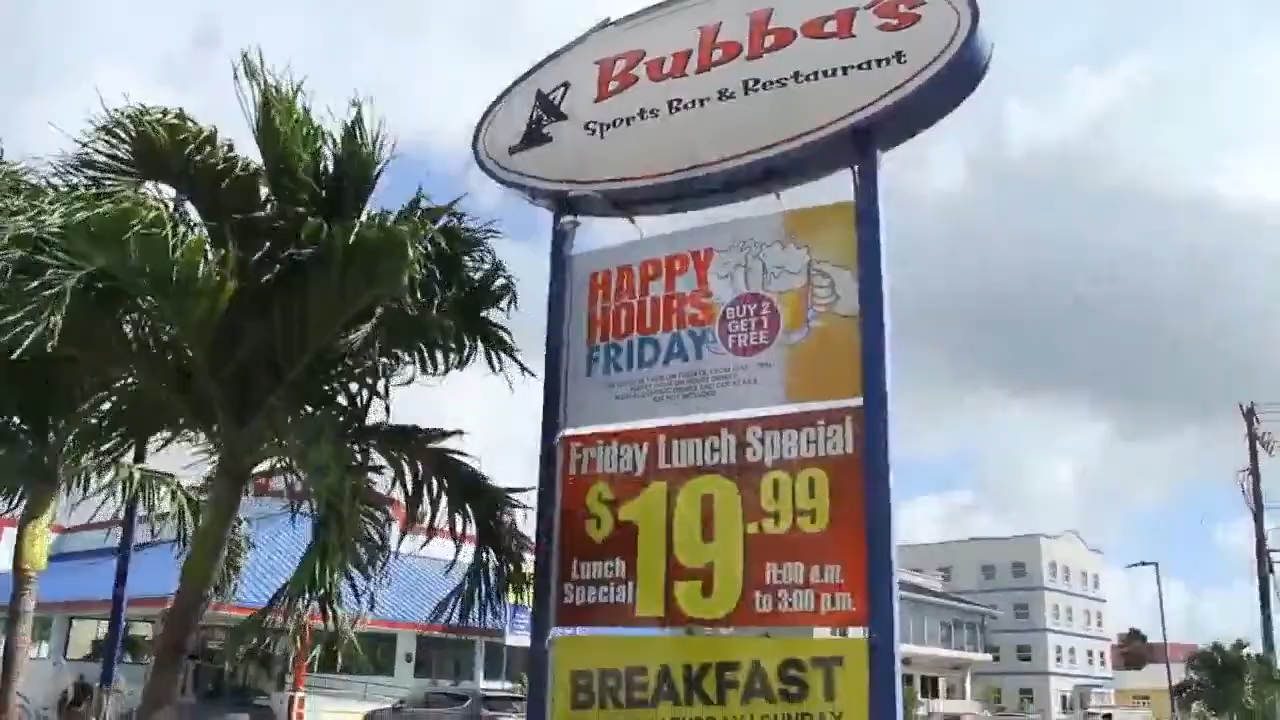 Bubba's
Sports Bar & Restaurant
HAPPY
HOURS
FRIDAY
BUY 2
GET 1
FREE
Friday Lunch Special
$19.99
Lunch
Special
11:00 a.m.
to 3:00 p.m.
BREAKFAST